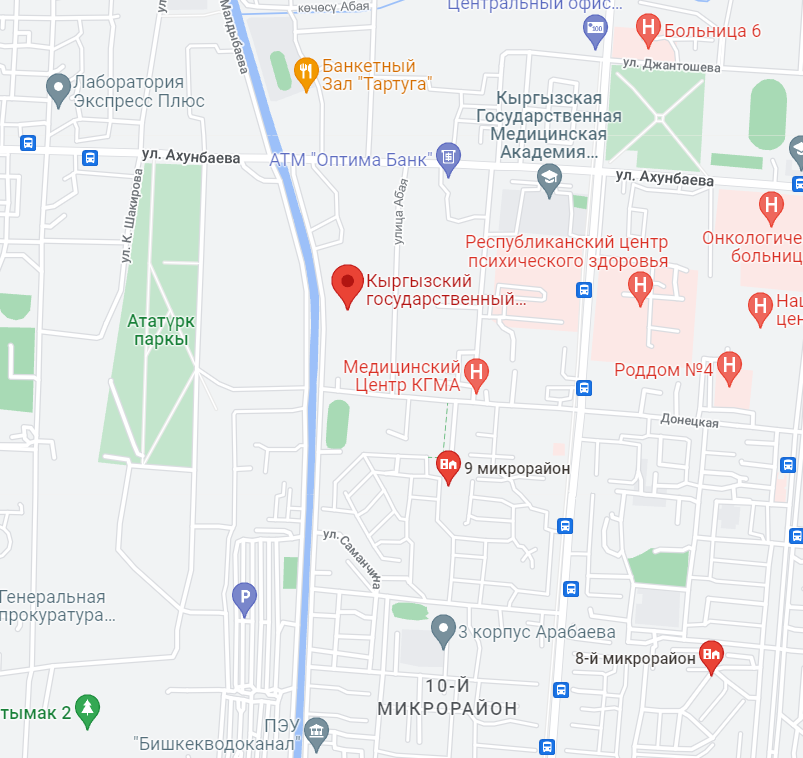 көчөсү Абая
Центральный офис...
Малдыбаева
Больница 6
ул. Джантошева
Банкетный
Зал "Тартуга"
Лаборатория
Экспресс Плюс
Кыргызская
Государственная
Медицинская
Академия...
ул. Ахунбаева
АТМ "Оптима Банк"
ул. Ахунбаева
ул. К. Шакирова
улица Абая
Республиканский центр
психического здоровья
Онкологиче
больниц
Кыргызский
государственный...
Нац
цен
Ататүрк
паркы
Медицинский
Центр КГМА
Роддом №4
Донецкая
9 микрорайон
ул. Саманчина
Генеральная
прокуратура...
P
3 корпус Арабаева
8-й микрорайон
10-Й
МИКРОРАЙОН
тымак 2
ПЭУ
"Бишкекводоканал"